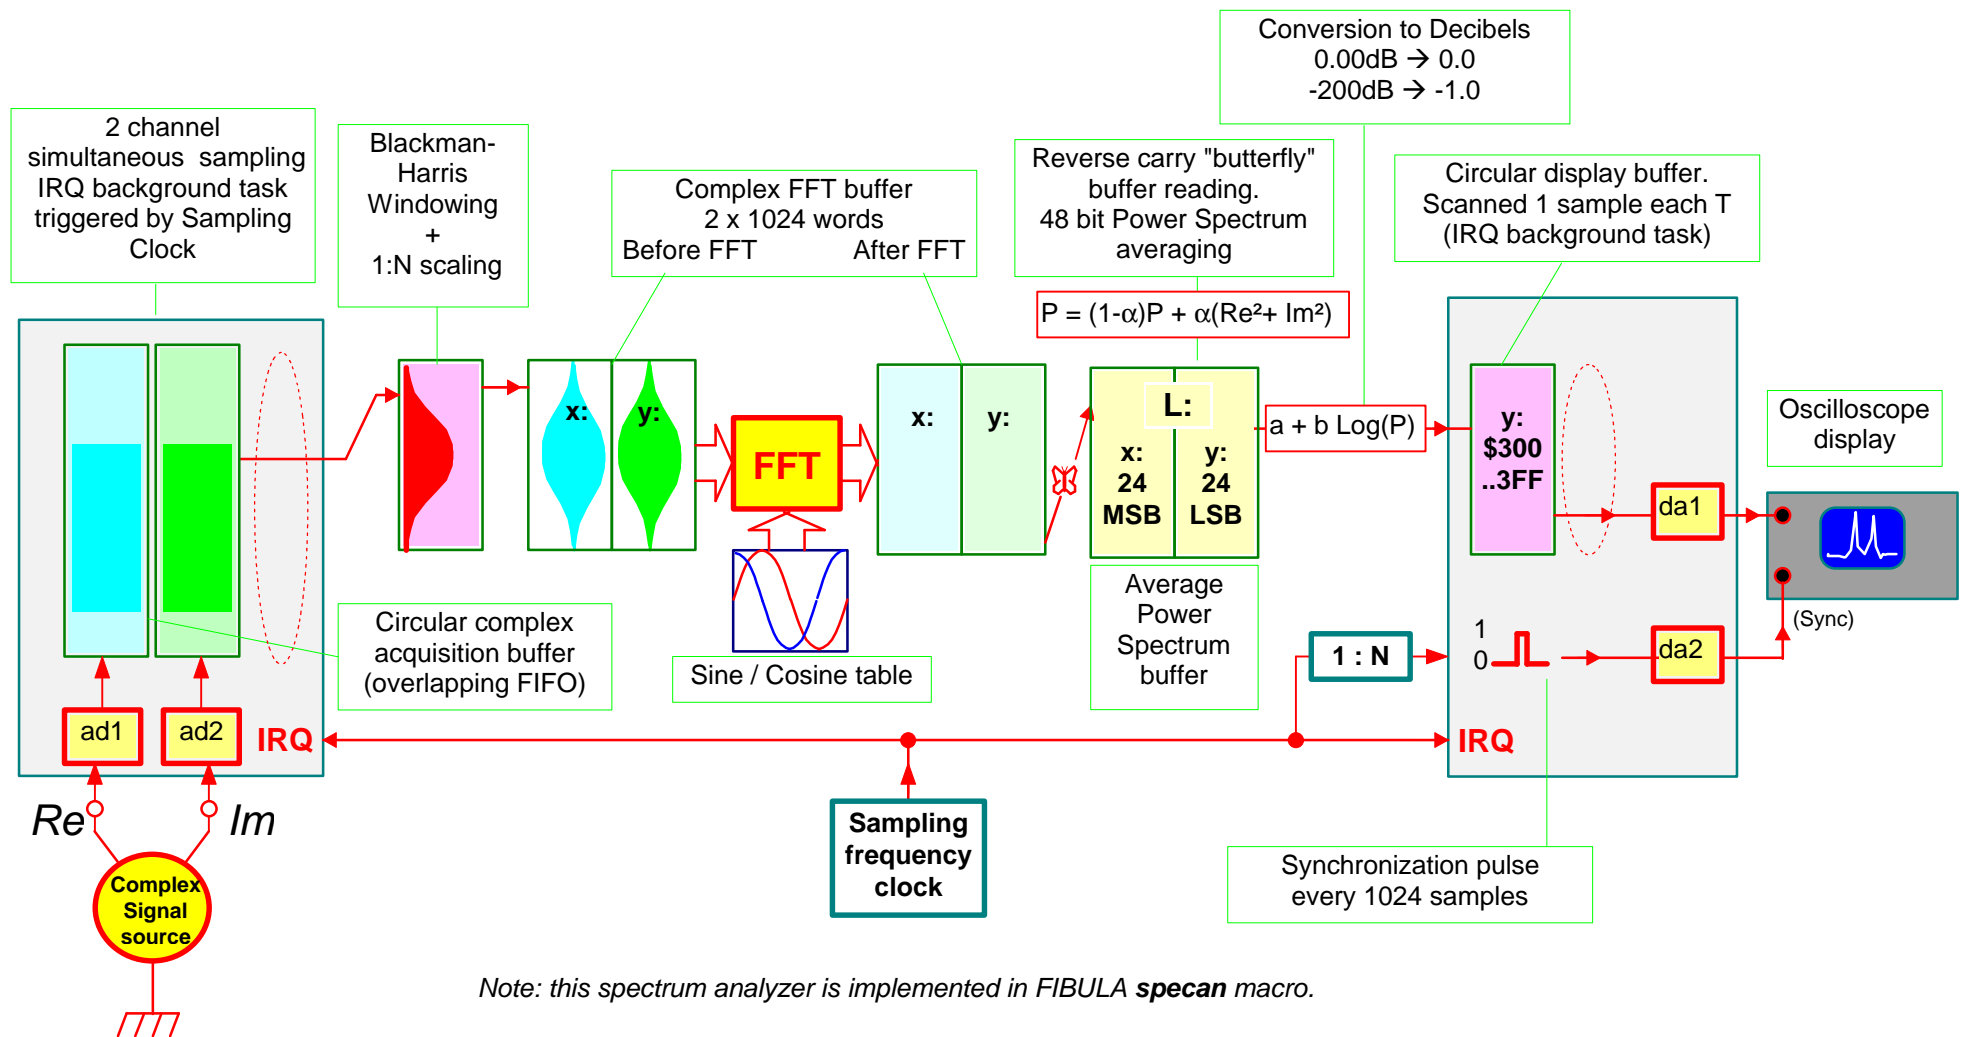 Conversion to Decibels
0.00dB → 0.0
-200dB → -1.0
2 channel
simultaneous sampling
IRQ background task
triggered by Sampling
Clock
Blackman-
Harris
Windowing
+
1:N scaling
Complex FFT buffer
2 x 1024 words
Before FFT After FFT
Reverse carry "butterfly"
buffer reading.
48 bit Power Spectrum
averaging
Circular display buffer.
Scanned 1 sample each T
(IRQ background task)
P = (1-α)P + α(Re²+ Im²)
x:
y:
FFT
x:
y:
L:
x:
24
MSB
y:
24
LSB
a + b Log(P)
y:
$300
..3FF
da1
Oscilloscope
display
(Sync)
1
0
da2
1 : N
Circular complex
acquisition buffer
(overlapping FIFO)
Sine / Cosine table
Average
Power
Spectrum
buffer
ad1
ad2
IRQ
IRQ
Re
Im
Complex
Signal
source
Sampling
frequency
clock
Synchronization pulse
every 1024 samples
Note: this spectrum analyzer is implemented in FIBULA specan macro.